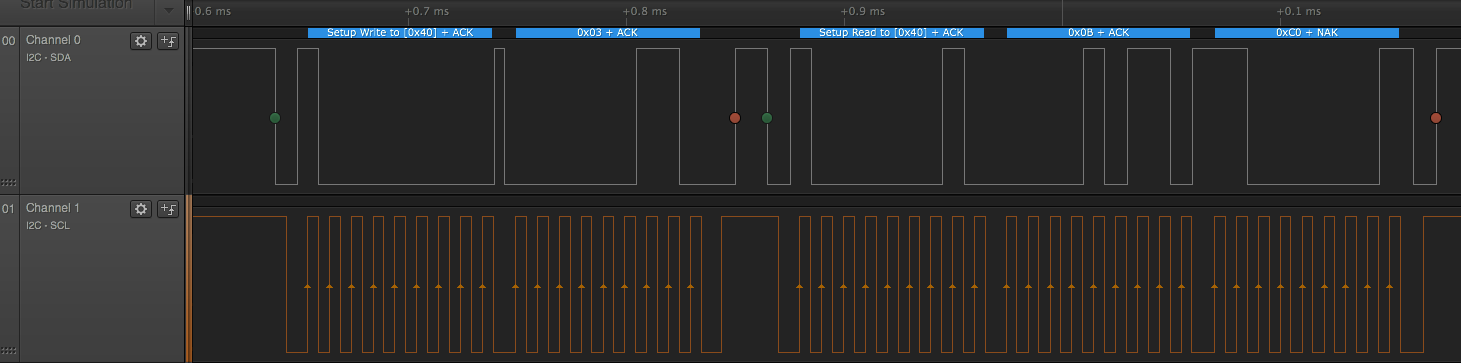 Start Simulation
0.6 ms
+0.7 ms
+0.8 ms
+0.9 ms
+0.1 ms
00
Channel 0
I2C - SDA
Setup Write to [0x40] + ACK
0x03 + ACK
Setup Read to [0x40] + ACK
0x0B + ACK
0xC0 + NAK
01
Channel 1
I2C - SCL